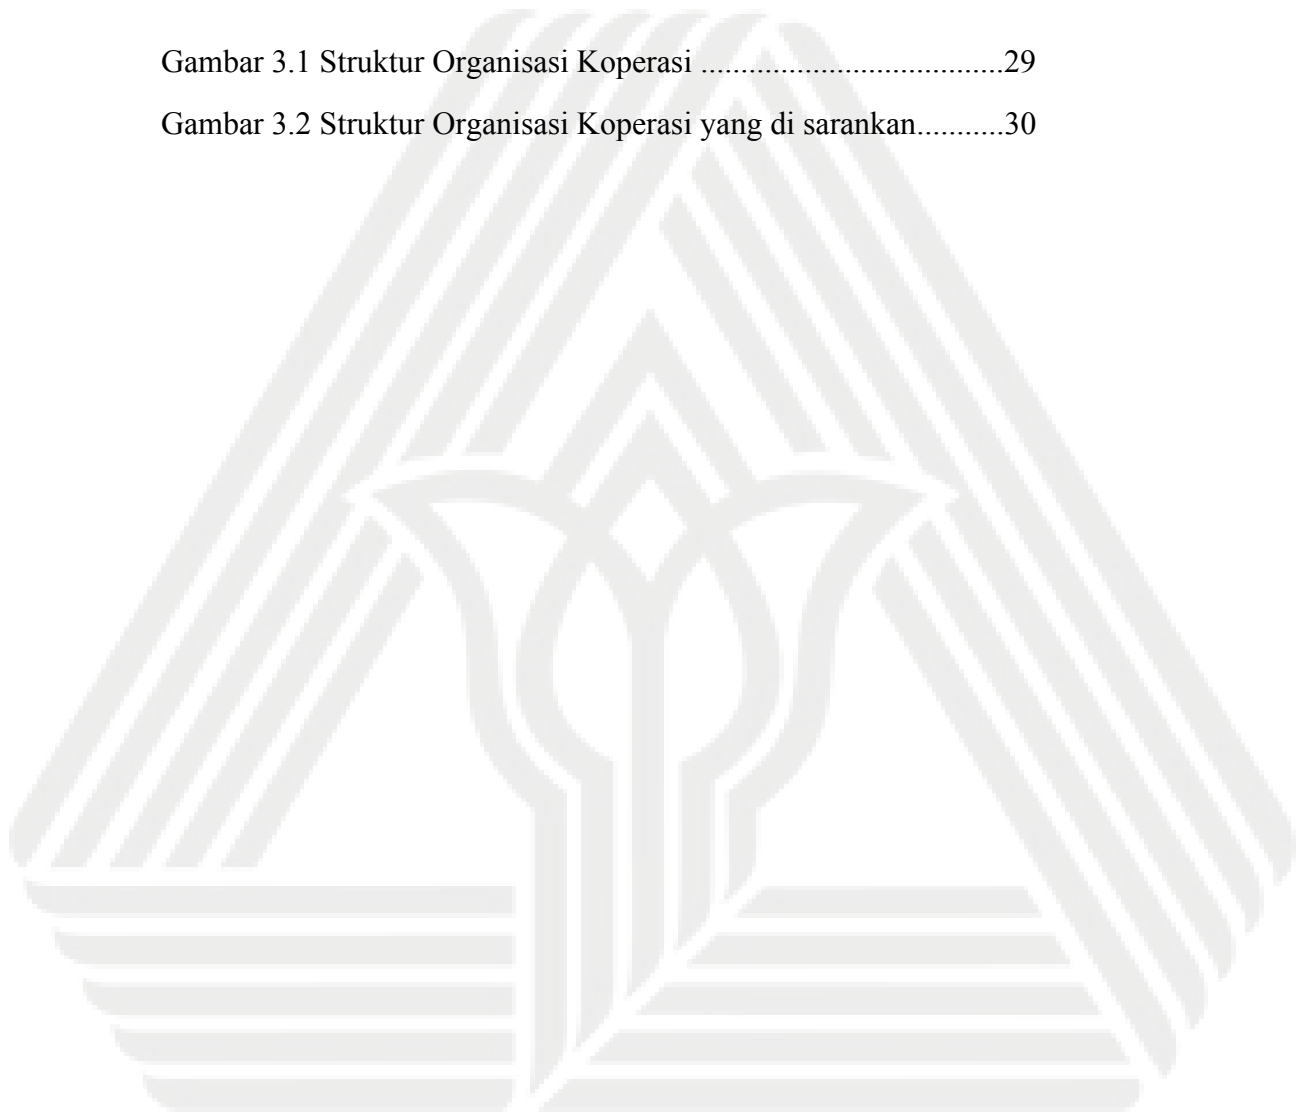 Gambar 3.1 Struktur Organisasi Koperasi ......................................29
Gambar 3.2 Struktur Organisasi Koperasi yang di sarankan...........30